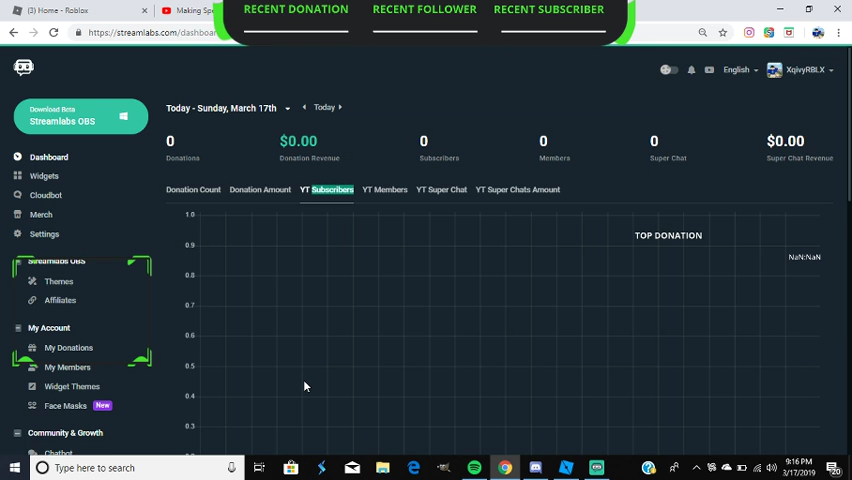 RECENT DONATION RECENT FOLLOWER RECENT SUBSCRIBER
(3) Home - Roblox
Making Sp
https://streamlabs.com/dashboa
English XqivyRBLX
Download Beta
Streamlabs OBS
Today - Sunday, March 17th Today
0 $0.00 0 0 0 $0.00
Donations Donation Revenue Subscribers Members Super Chat Super Chat Revenue
Dashboard
Widgets
Cloudbot
Merch
Settings
Streamlabs OBS
Themes
Affiliates
My Account
My Donations
My Members
Widget Themes
Face Masks New
Community & Growth
Chatbot
Donation Count Donation Amount YT Subscribers YT Members YT Super Chat YT Super Chats Amount
1.0
0.9
0.8
0.7
0.6
0.5
0.4
0.3
TOP DONATION
NaN:NaN
Type here to search
9:16 PM
3/17/2019
20